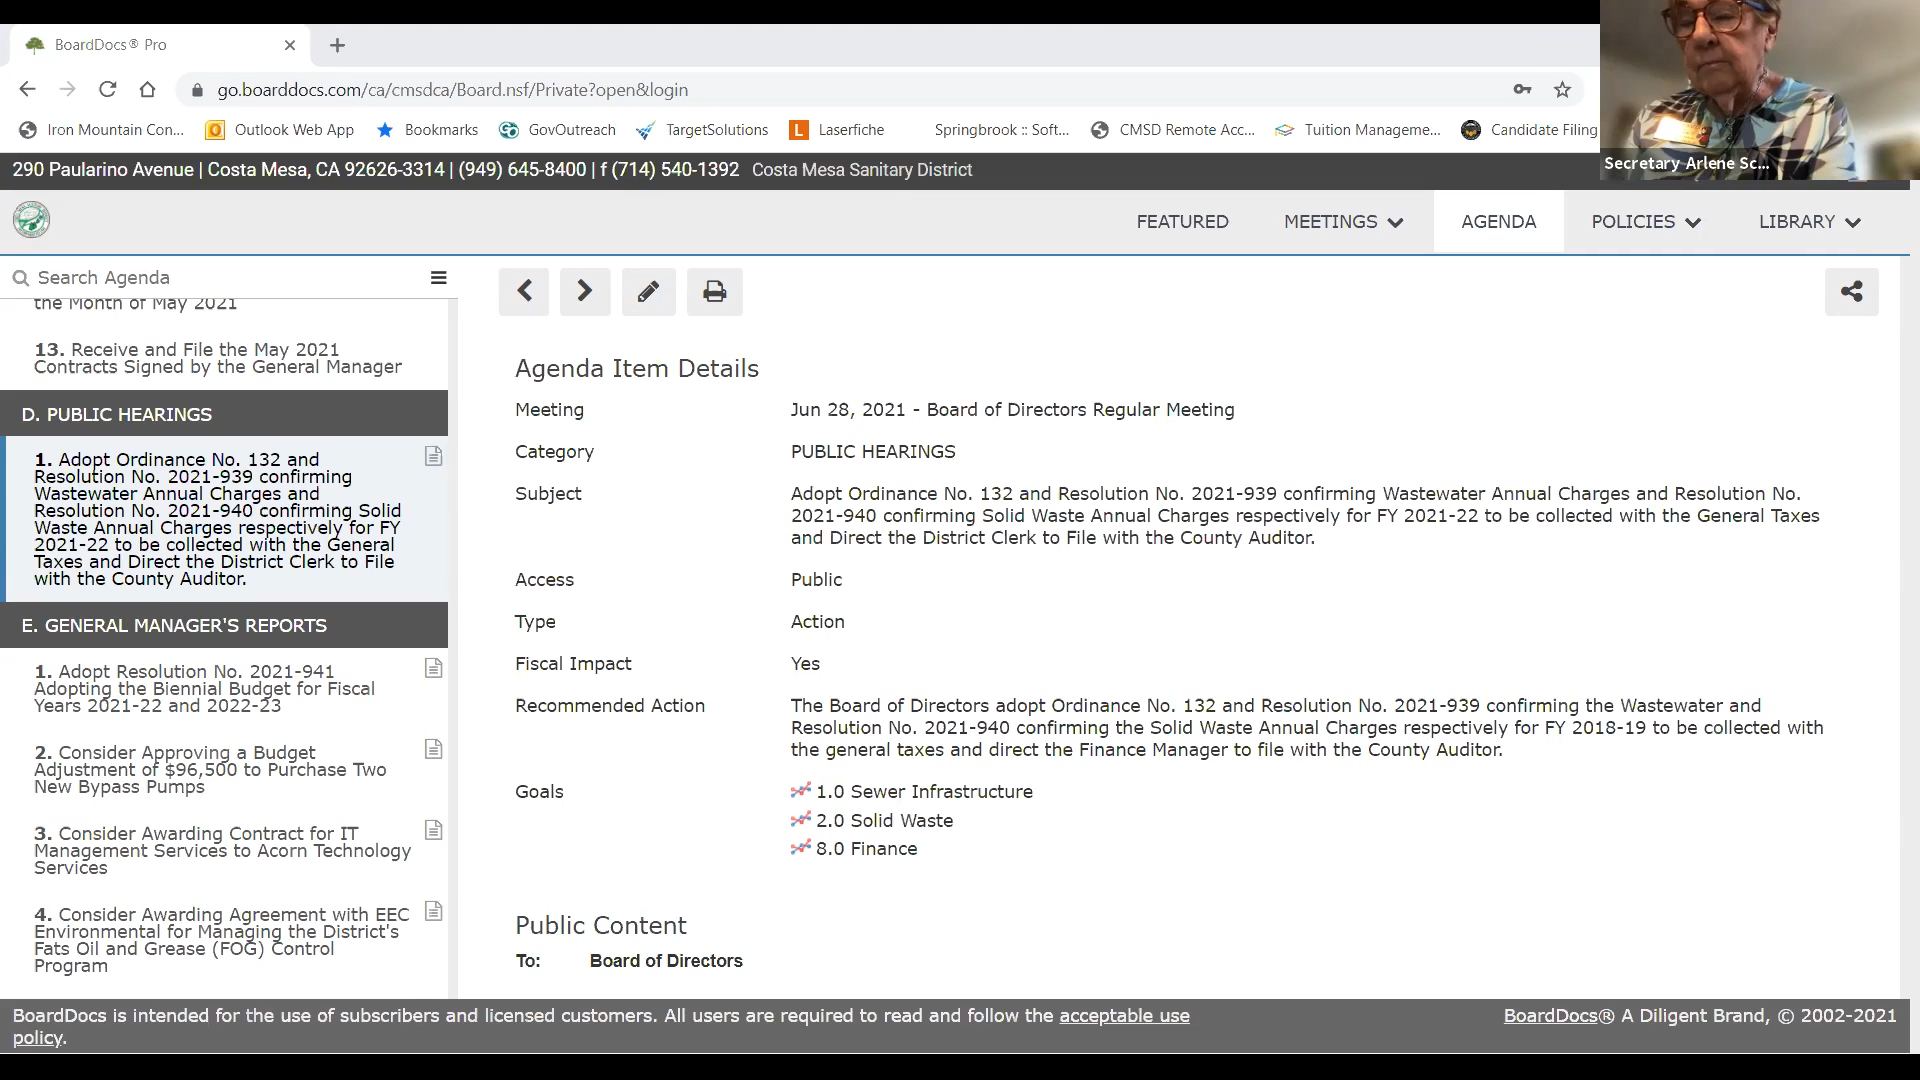 BoardDocs® Pro
go.boarddocs.com/ca/cmsdca/Board.nsf/Private?open&login
Iron Mountain Con... Outlook Web App Bookmarks GovOutreach TargetSolutions Laserfiche Springbrook :: Soft... CMSD Remote Acc... Tuition Manageme... Candidate Filing
Secretary Arlene Sc...
290 Paularino Avenue | Costa Mesa, CA 92626-3314 | (949) 645-8400 | f (714) 540-1392 Costa Mesa Sanitary District
FEATURED MEETINGS AGENDA POLICIES LIBRARY
Search Agenda
the Month of May 2021
13. Receive and File the May 2021
Contracts Signed by the General Manager
D. PUBLIC HEARINGS
1. Adopt Ordinance No. 132 and
Resolution No. 2021-939 confirming
Wastewater Annual Charges and
Resolution No. 2021-940 confirming Solid
Waste Annual Charges respectively for FY
2021-22 to be collected with the General
Taxes and Direct the District Clerk to File
with the County Auditor.
E. GENERAL MANAGER'S REPORTS
1. Adopt Resolution No. 2021-941
Adopting the Biennial Budget for Fiscal
Years 2021-22 and 2022-23
2. Consider Approving a Budget
Adjustment of $96,500 to Purchase Two
New Bypass Pumps
3. Consider Awarding Contract for IT
Management Services to Acorn Technology
Services
4. Consider Awarding Agreement with EEC
Environmental for Managing the District's
Fats Oil and Grease (FOG) Control
Program
Agenda Item Details
Meeting Jun 28, 2021 - Board of Directors Regular Meeting
Category PUBLIC HEARINGS
Subject Adopt Ordinance No. 132 and Resolution No. 2021-939 confirming Wastewater Annual Charges and Resolution No.
2021-940 confirming Solid Waste Annual Charges respectively for FY 2021-22 to be collected with the General Taxes
and Direct the District Clerk to File with the County Auditor.
Access Public
Type Action
Fiscal Impact Yes
Recommended Action The Board of Directors adopt Ordinance No. 132 and Resolution No. 2021-939 confirming the Wastewater and
Resolution No. 2021-940 confirming the Solid Waste Annual Charges respectively for FY 2018-19 to be collected with
the general taxes and direct the Finance Manager to file with the County Auditor.
Goals 1.0 Sewer Infrastructure
2.0 Solid Waste
8.0 Finance
Public Content
To: Board of Directors
BoardDocs is intended for the use of subscribers and licensed customers. All users are required to read and follow the acceptable use
policy.
BoardDocs® A Diligent Brand, © 2002-2021